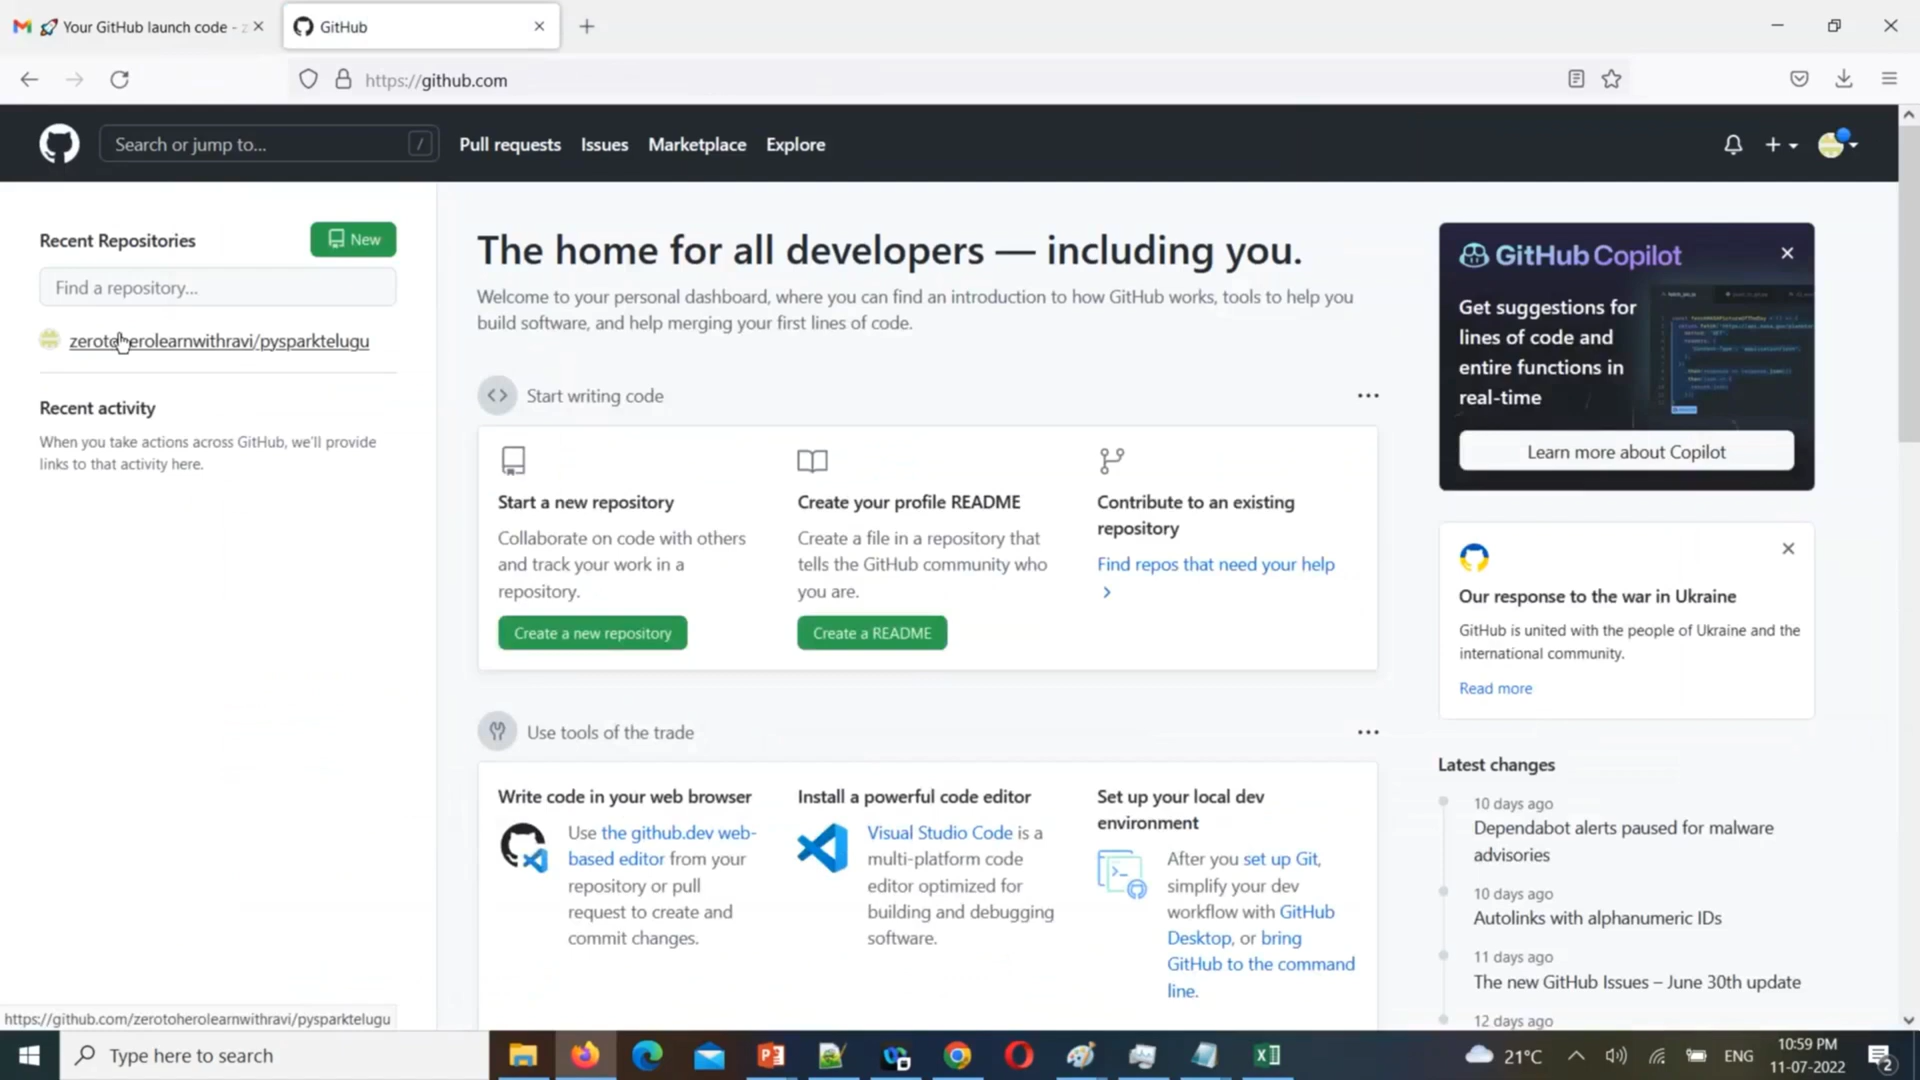 Your GitHub launch code -
GitHub
https://github.com
Search or jump to...
/
Pull requests
Issues
Marketplace
Explore
Recent Repositories
New
Find a repository...
zerotoherolearnwithravi/pysparktelugu
Recent activity
When you take actions across GitHub, we'll provide
links to that activity here.
The home for all developers — including you.
Welcome to your personal dashboard, where you can find an introduction to how GitHub works, tools to help you
build software, and help merging your first lines of code.
Start writing code
Start a new repository
Collaborate on code with others
and track your work in a
repository.
Create a new repository
Create your profile README
Create a file in a repository that
tells the GitHub community who
you are.
Create a README
Contribute to an existing
repository
Find repos that need your help
Use tools of the trade
Write code in your web browser
Use the github.dev web-
based editor from your
repository or pull
request to create and
commit changes.
Install a powerful code editor
Visual Studio Code is a
multi-platform code
editor optimized for
building and debugging
software.
Set up your local dev
environment
After you set up Git,
simplify your dev
workflow with GitHub
Desktop, or bring
GitHub to the command
line.
GitHub Copilot
Get suggestions for
lines of code and
entire functions in
real-time
Learn more about Copilot
Our response to the war in Ukraine
GitHub is united with the people of Ukraine and the
international community.
Read more
Latest changes
10 days ago
Dependabot alerts paused for malware
advisories
10 days ago
Autolinks with alphanumeric IDs
11 days ago
The new GitHub Issues – June 30th update
12 days ago
https://github.com/zerotoherolearnwithravi/pysparktelugu
Type here to search
21°C
ENG
10:59 PM
11-07-2022
2